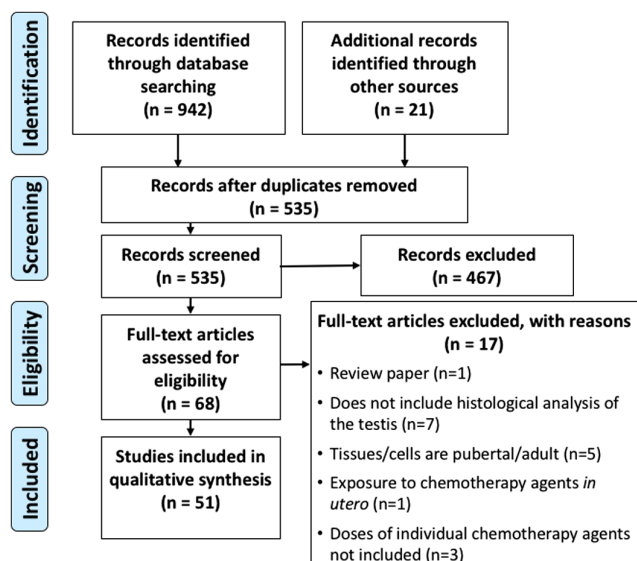 Identification
Records identified
through database
searching
(n = 942)
Additional records
identified through
other sources
(n = 21)
Screening
Records after duplicates removed
(n = 535)
Records screened
(n = 535)
Records excluded
(n = 467)
Eligibility
Full-text articles
assessed for
eligibility
(n = 68)
Full-text articles excluded, with reasons
(n = 17)
• Review paper (n=1)
• Does not include histological analysis of
the testis (n=7)
• Tissues/cells are pubertal/adult (n=5)
• Exposure to chemotherapy agents in
utero (n=1)
• Doses of individual chemotherapy agents
not included (n=3)
Included
Studies included in
qualitative synthesis
(n = 51)